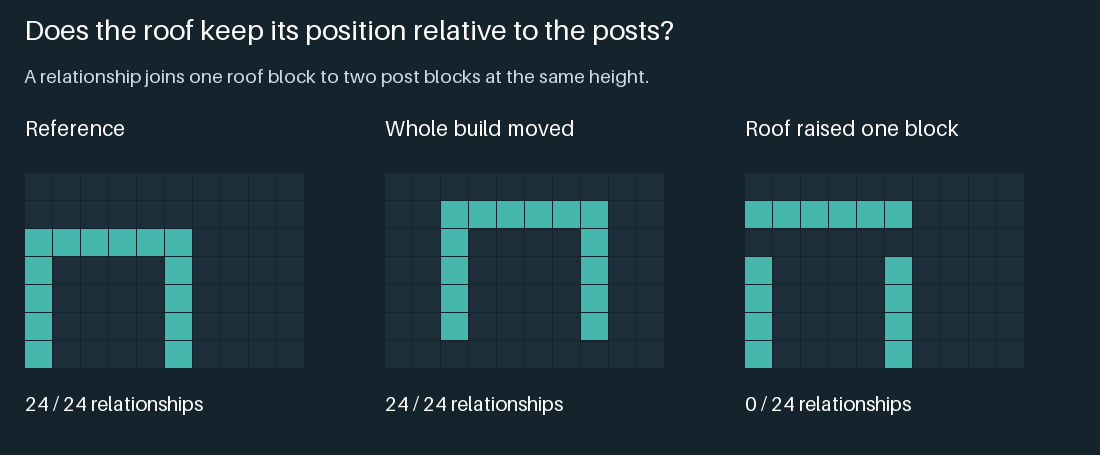 Does the roof keep its position relative to the posts?
A relationship joins one roof block to two post blocks at the same height.
Reference
Whole build moved
Roof raised one block
24 / 24 relationships
24 / 24 relationships
0 / 24 relationships